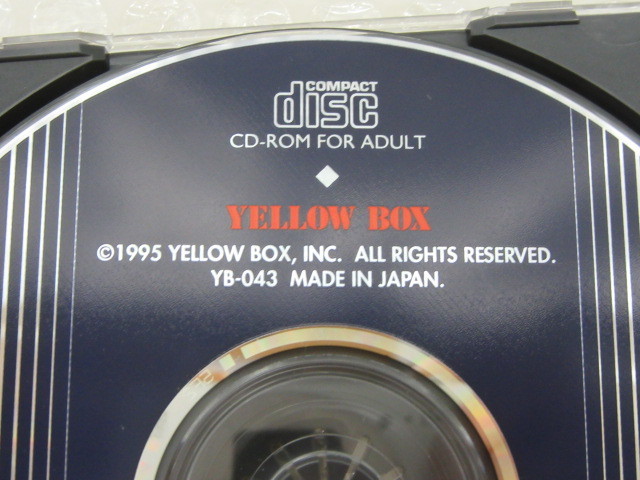 COMPACT
disc
CD-ROM FOR ADULT
YELLOW BOX
©1995 YELLOW BOX, INC. ALL RIGHTS RESERVED.
YB-043 MADE IN JAPAN.